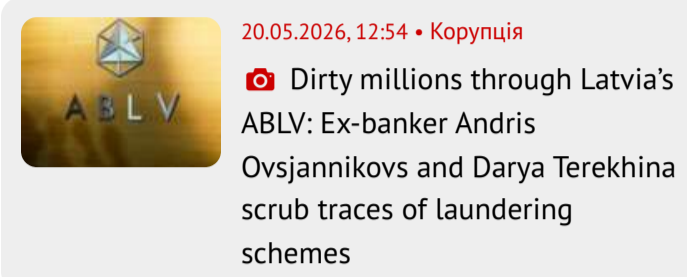 ABLV
20.05.2026, 12:54 • Корупція
Dirty millions through Latvia’s
ABLV: Ex-banker Andris
Ovsjannikovs and Darya Terekhina
scrub traces of laundering
schemes